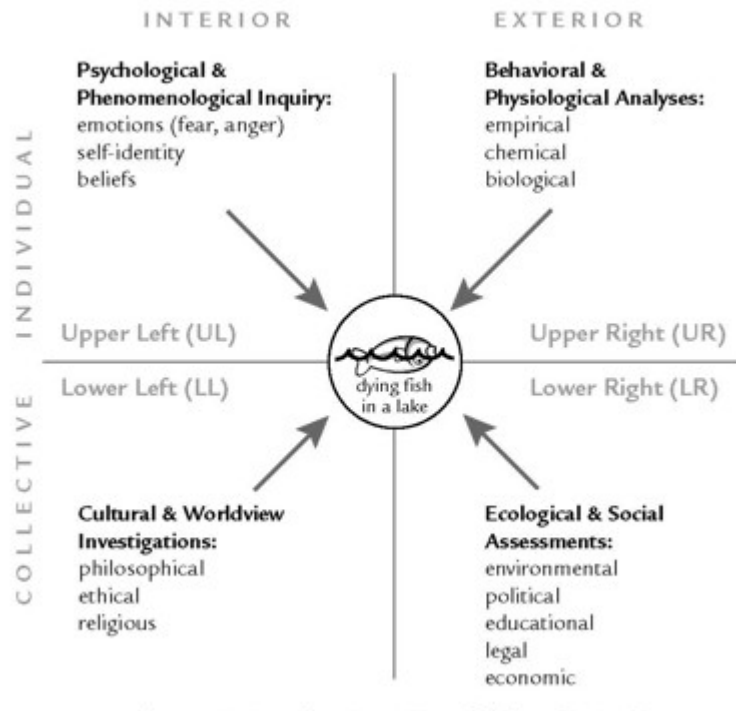 INTERIOR
EXTERIOR
INDIVIDUAL
Psychological &
Phenomenological Inquiry:
emotions (fear, anger)
self-identity
beliefs
Behavioral &
Physiological Analyses:
empirical
chemical
biological
Upper Left (UL)
Upper Right (UR)
dying fish
in a lake
COLLECTIVE
Lower Left (LL)
Lower Right (LR)
Cultural & Worldview
Investigations:
philosophical
ethical
religious
Ecological & Social
Assessments:
environmental
political
educational
legal
economic